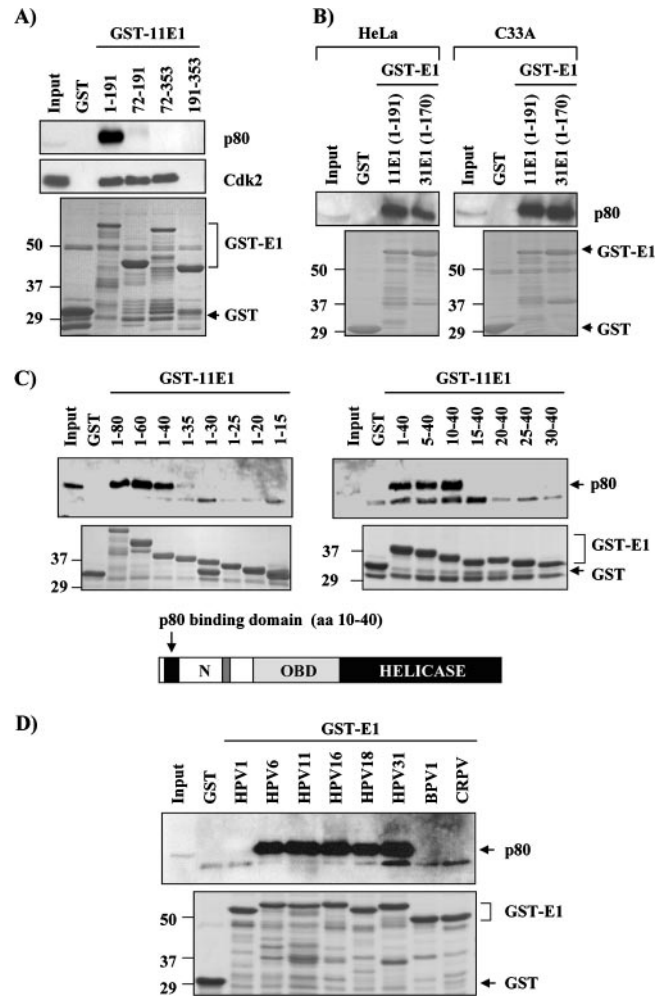 A)
GST-11E1
Input
GST
1-191
72-191
72-353
191-353
p80
Cdk2
50
37
29
GST-E1
GST
B)
HeLa
C33A
GST-E1
GST-E1
Input
GST
11E1 (1-191)
31E1 (1-170)
Input
GST
11E1 (1-191)
31E1 (1-170)
p80
50
37
29
50
37
29
GST-E1
GST
C)
GST-11E1
Input
GST
1-80
1-60
1-40
1-35
1-30
1-25
1-20
1-15
37
29
GST-11E1
Input
GST
1-40
5-40
10-40
15-40
20-40
25-40
30-40
p80
37
29
GST-E1
GST
p80 binding domain (aa 10-40)
N
OBD
HELICASE
D)
GST-E1
Input
GST
HPV1
HPV6
HPV11
HPV16
HPV18
HPV31
BPV1
CRPV
p80
50
37
29
GST-E1
GST